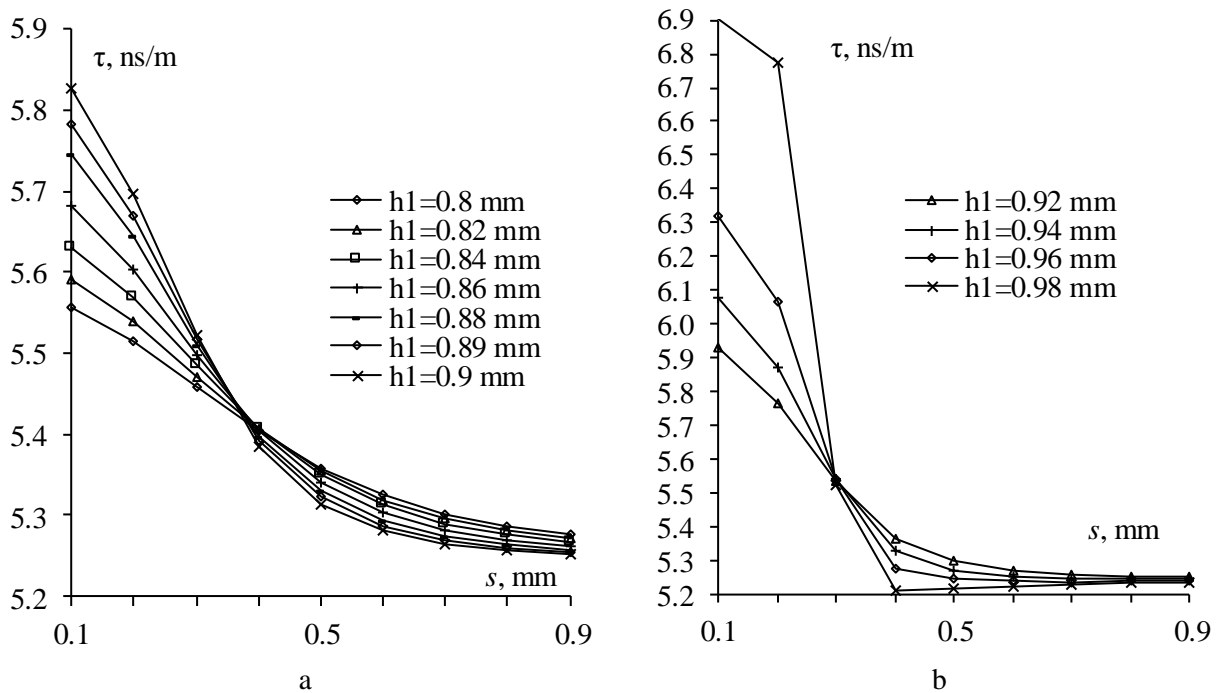 5.9
τ, ns/m
5.8
5.7
h1=0.8 mm
h1=0.82 mm
h1=0.84 mm
5.6
h1=0.86 mm
h1=0.88 mm
h1=0.89 mm
5.5
h1=0.9 mm
5.4
5.3
s, mm
5.2
0.1
0.5
0.9
a
6.9
τ, ns/m
6.8
6.7
6.6
6.5
6.4
h1=0.92 mm
6.3
h1=0.94 mm
6.2
h1=0.96 mm
6.1
h1=0.98 mm
6.0
5.9
5.8
5.7
5.6
5.5
5.4
s, mm
5.3
5.2
0.1
0.5
0.9
b